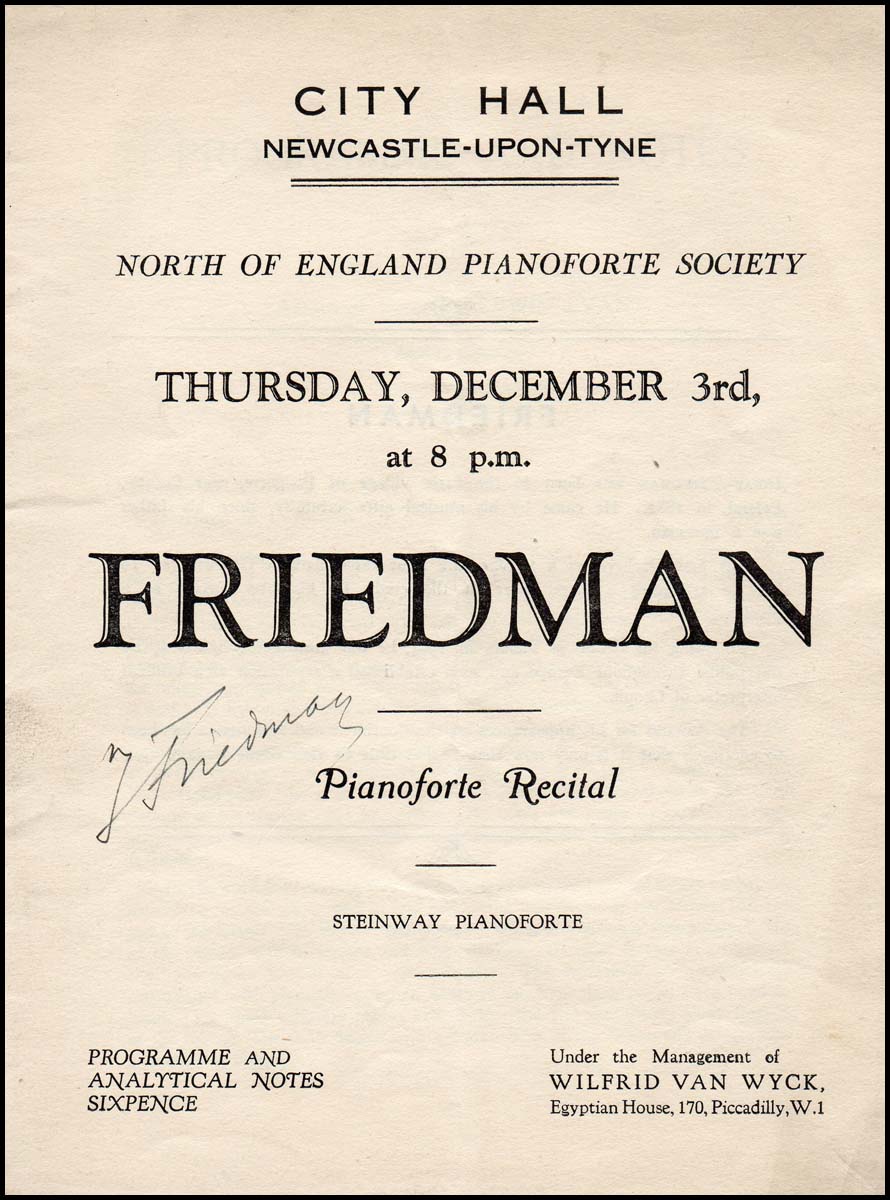 CITY HALL
NEWCASTLE-UPON-TYNE
NORTH OF ENGLAND PIANOFORTE SOCIETY
THURSDAY, DECEMBER 3rd,
at 8 p.m.
FRIEDMAN
I Friedman
Pianoforte Recital
STEINWAY PIANOFORTE
PROGRAMME AND
ANALYTICAL NOTES
SIXPENCE
Under the Management of
WILFRID VAN WYCK,
Egyptian House, 170, Piccadilly, W.1